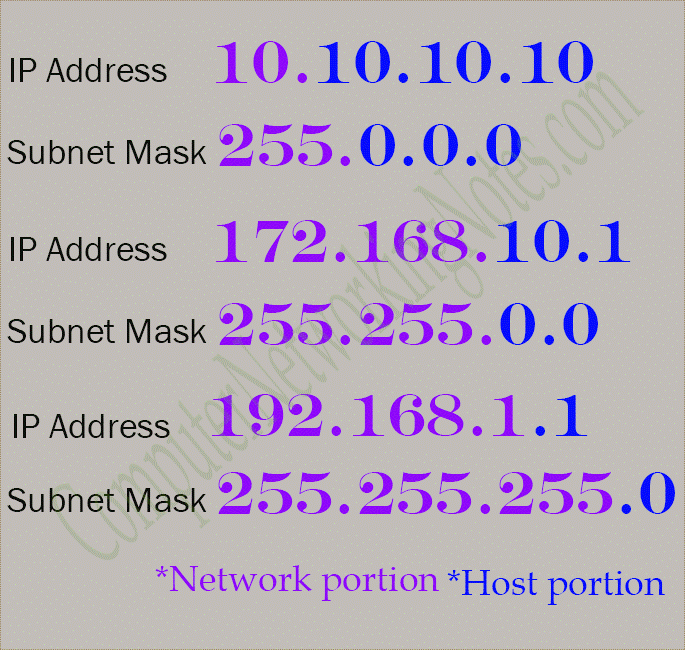 IP Address 10.10.10.10
Subnet Mask 255.0.0.0
IP Address 172.168.10.1
Subnet Mask 255.255.0.0
IP Address 192.168.1.1
Subnet Mask 255.255.255.0
*Network portion *Host portion
ComputerNetworkingNotes.com